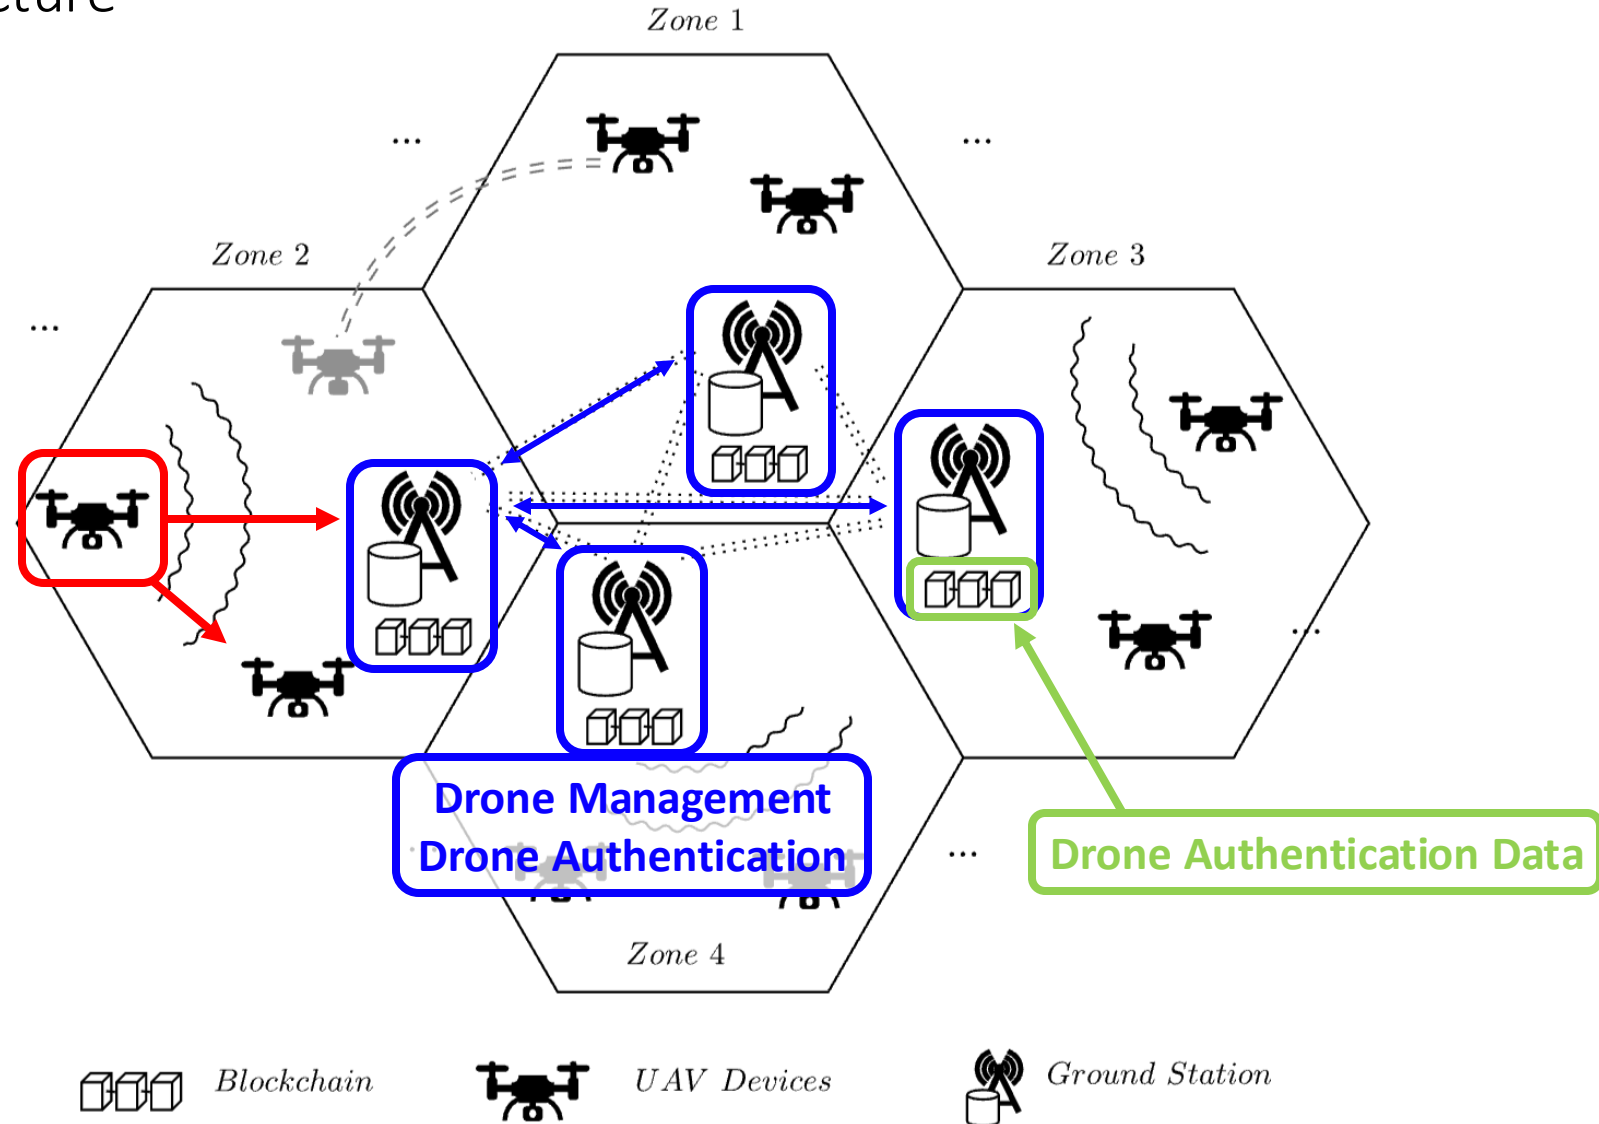 Zone 1
...
...
Zone 2
Zone 3
...
...
Drone Management
Drone Authentication
...
Drone Authentication Data
Zone 4
Blockchain
UAV Devices
Ground Station